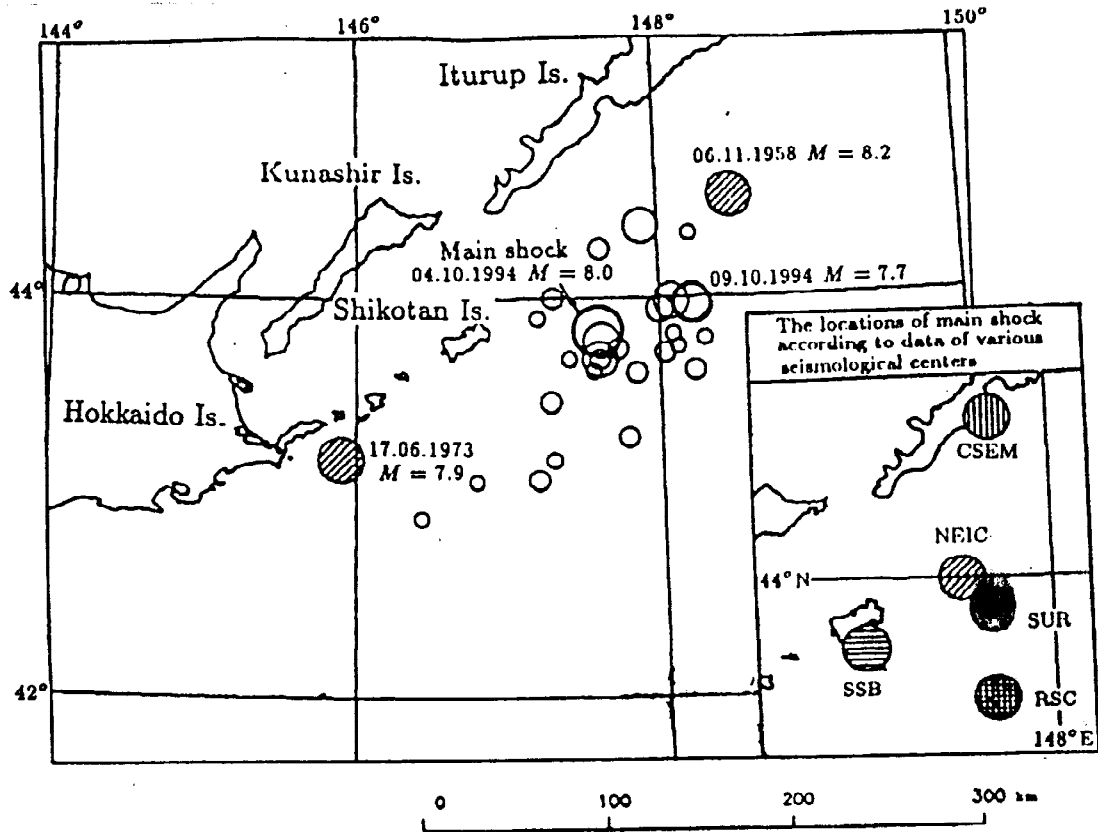 144°
146°
148°
150°
Iturup Is.
06.11.1958 M = 8.2
Kunashir Is.
Main shock
04.10.1994 M = 8.0
09.10.1994 M = 7.7
44°
Shikotan Is.
The locations of main shock
according to data of various
seismological centers
Hokkaido Is.
17.06.1973
M = 7.9
CSEM
NEIC
44° N
SUR
SSB
RSC
148° E
42°
0 100 200 300 km